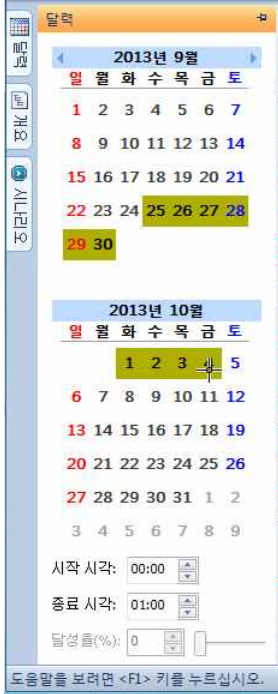 달력
달력
개요
시나리오
2013년 9월
일 월 화 수 목 금 토
1 2 3 4 5 6 7
8 9 10 11 12 13 14
15 16 17 18 19 20 21
22 23 24 25 26 27 28
29 30
2013년 10월
일 월 화 수 목 금 토
1 2 3 4 5
6 7 8 9 10 11 12
13 14 15 16 17 18 19
20 21 22 23 24 25 26
27 28 29 30 31 1 2
3 4 5 6 7 8 9
시작 시각: 00:00
종료 시각: 01:00
달성율(%): 0
도움말을 보려면 <F1> 키를 누르십시오.